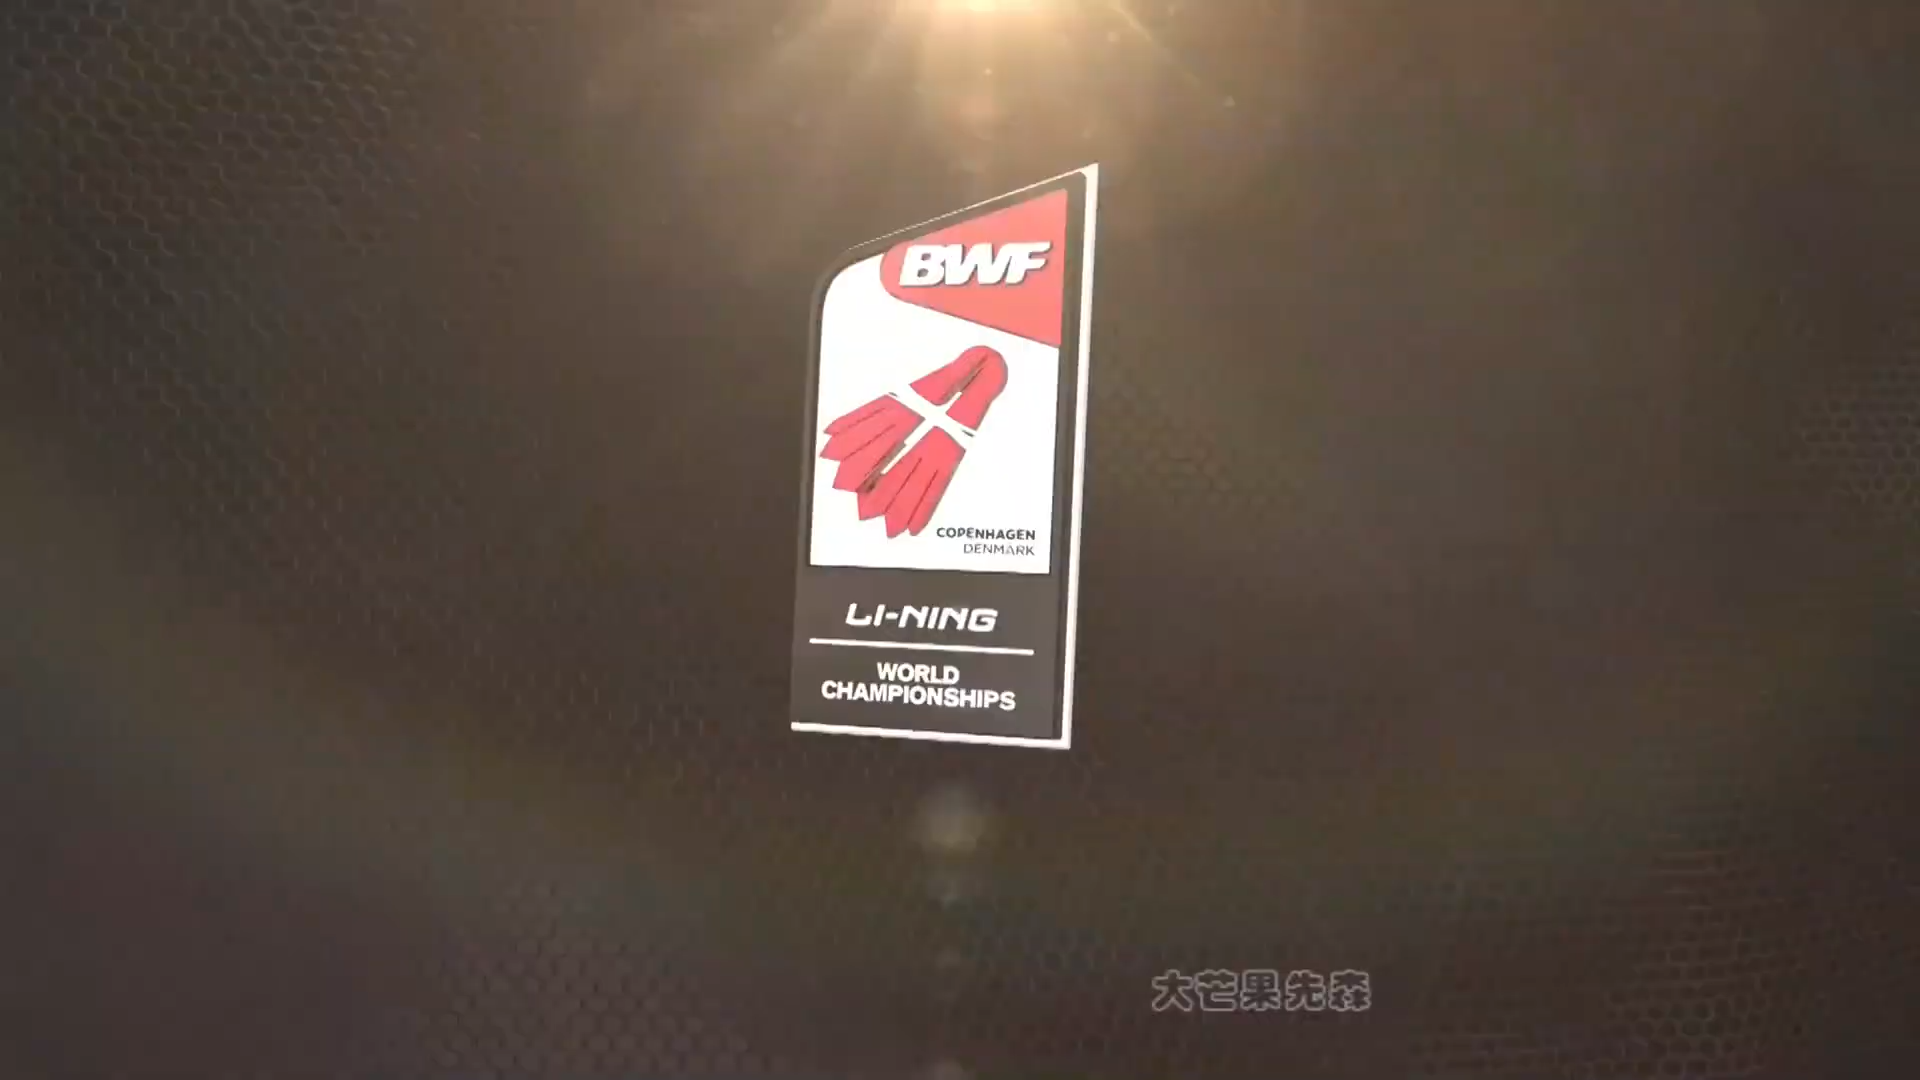 BWF
COPENHAGEN
DENMARK
LI-NING
WORLD
CHAMPIONSHIPS
大芒果先森